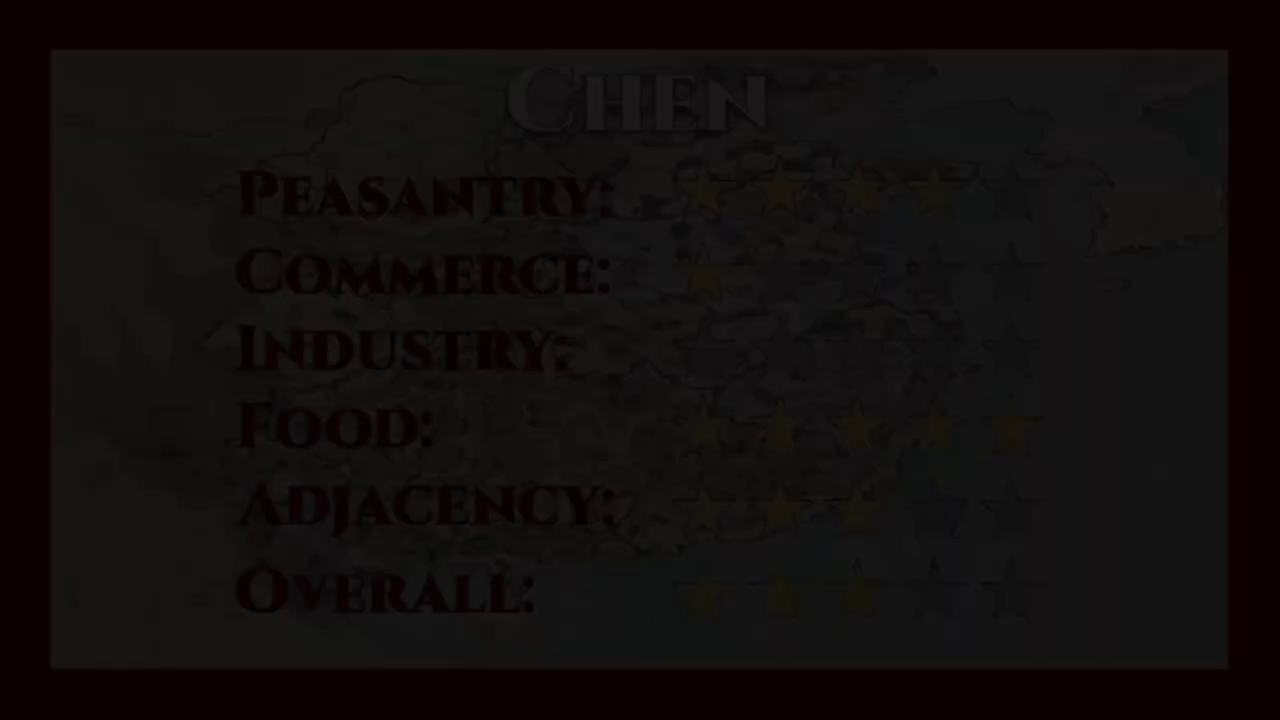 Chen
Peasantry:
Commerce:
Industry:
Food:
Adjacency:
Overall: